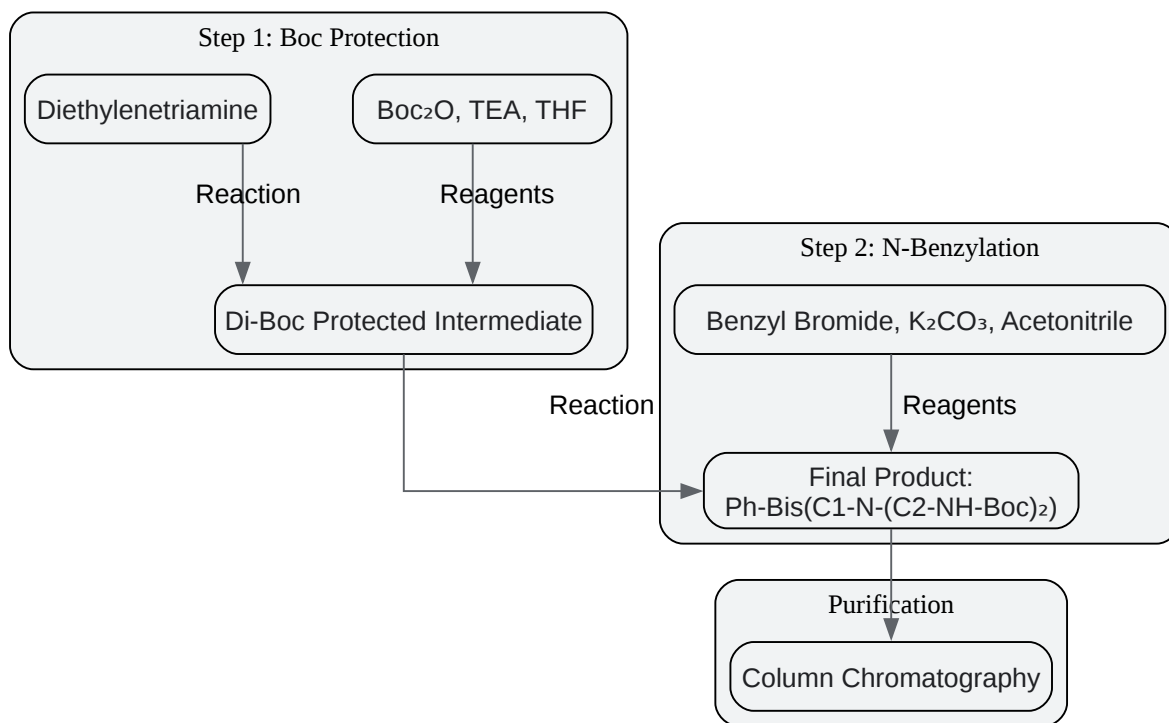 Step 1: Boc Protection
Diethylenetriamine
Boc₂O, TEA, THF
Reaction
Reagents
Di-Boc Protected Intermediate
Step 2: N-Benzylation
Benzyl Bromide, K₂CO₃, Acetonitrile
Reaction
Reagents
Final Product:
Ph-Bis(C1-N-(C2-NH-Boc)₂)
Purification
Column Chromatography